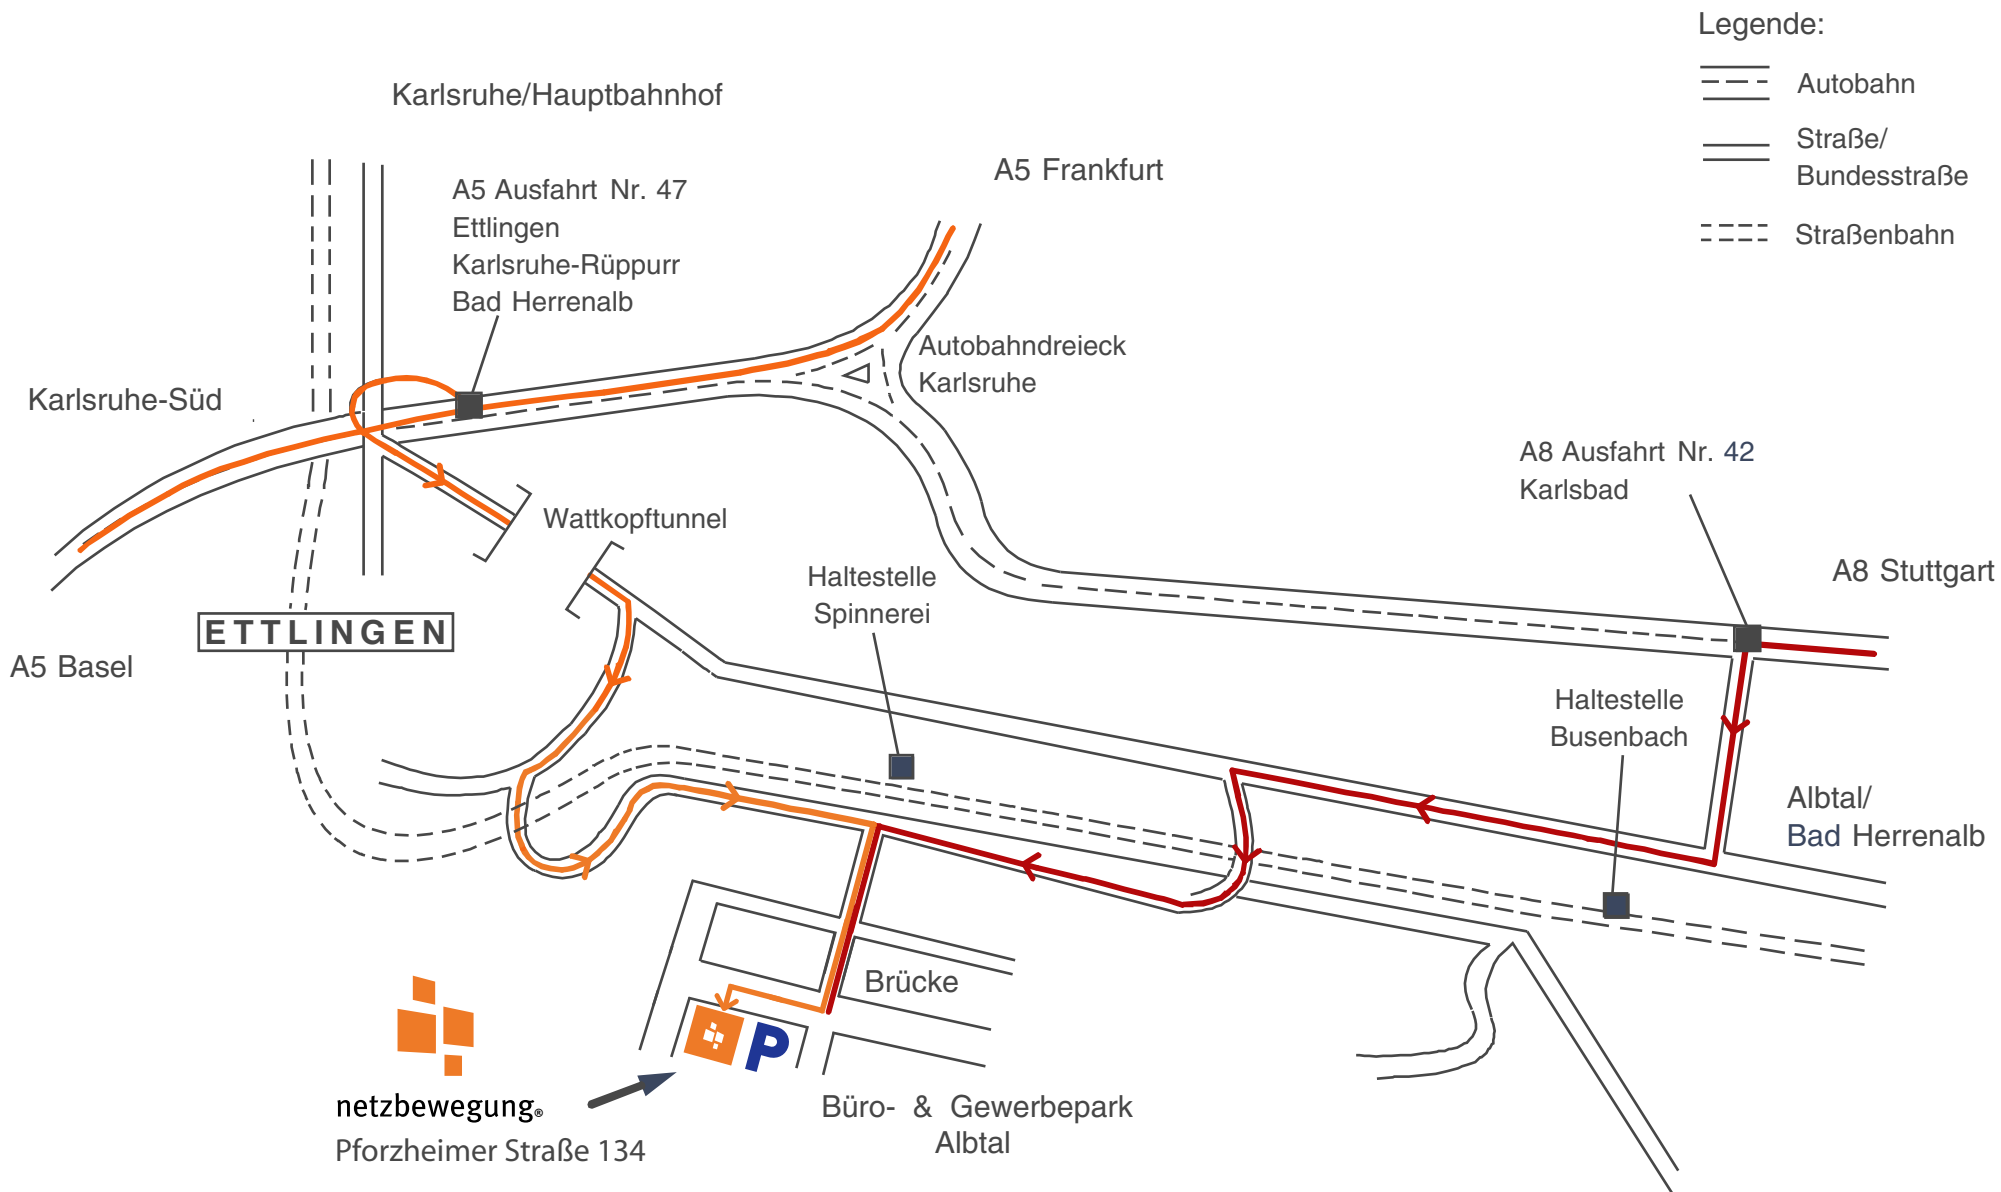 Legende:
Autobahn
Straße/
Bundesstraße
Straßenbahn
Karlsruhe/Hauptbahnhof
A5 Frankfurt
A5 Ausfahrt Nr. 47
Ettlingen
Karlsruhe-Rüppurr
Bad Herrenalb
Autobahndreieck
Karlsruhe
Karlsruhe-Süd
A8 Ausfahrt Nr. 42
Karlsbad
Wattkopftunnel
A8 Stuttgart
Haltestelle
Spinnerei
ETTLINGEN
A5 Basel
Haltestelle
Busenbach
Albtal/
Bad Herrenalb
Brücke
P
netzbewegung®
Pforzheimer Straße 134
Büro- & Gewerbepark
Albtal